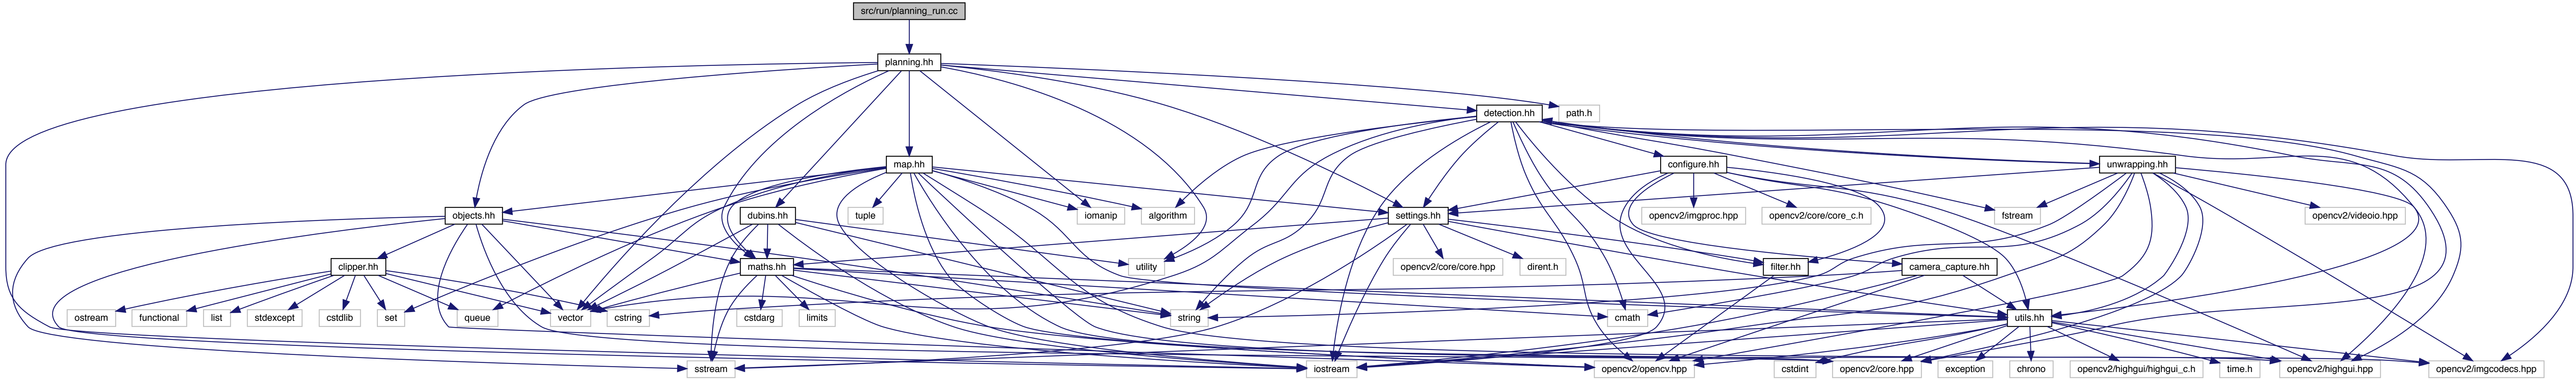 src/run/planning_run.cc
planning.hh
detection.hh
path.h
map.hh
configure.hh
unwrapping.hh
objects.hh
dubins.hh
tuple
iomanip
algorithm
settings.hh
opencv2/imgproc.hpp
opencv2/core/core_c.h
fstream
opencv2/videoio.hpp
clipper.hh
maths.hh
utility
opencv2/core/core.hpp
dirent.h
filter.hh
camera_capture.hh
ostream
functional
list
stdexcept
cstdlib
set
queue
vector
cstring
cstdarg
limits
string
cmath
utils.hh
sstream
iostream
opencv2/opencv.hpp
cstdint
opencv2/core.hpp
exception
chrono
opencv2/highgui/highgui_c.h
time.h
opencv2/highgui.hpp
opencv2/imgcodecs.hpp